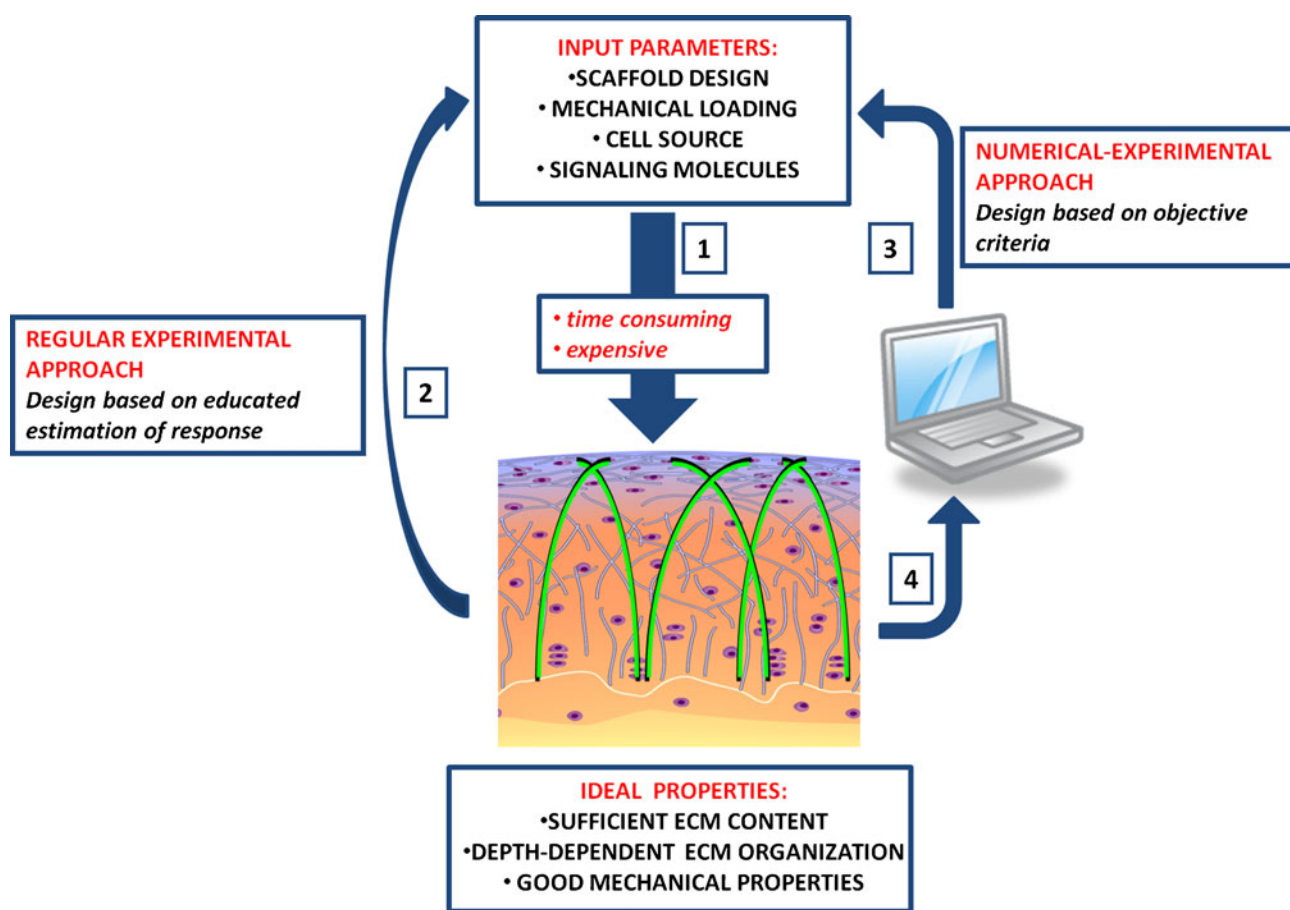 INPUT PARAMETERS:
•SCAFFOLD DESIGN
• MECHANICAL LOADING
• CELL SOURCE
• SIGNALING MOLECULES
NUMERICAL-EXPERIMENTAL
APPROACH
Design based on objective
criteria
1
3
• time consuming
• expensive
REGULAR EXPERIMENTAL
APPROACH
Design based on educated
estimation of response
2
4
IDEAL PROPERTIES:
•SUFFICIENT ECM CONTENT
•DEPTH-DEPENDENT ECM ORGANIZATION
• GOOD MECHANICAL PROPERTIES